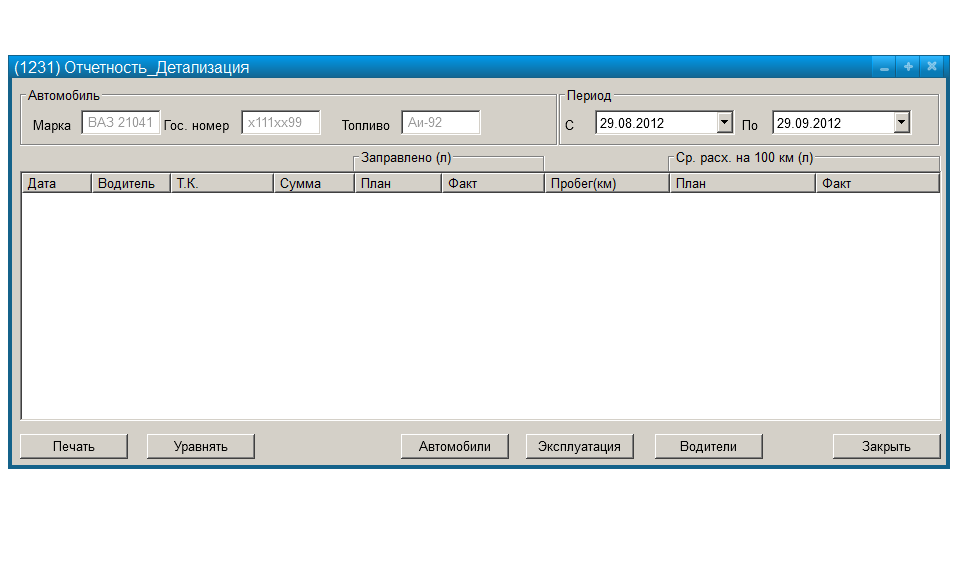 (1231) Отчетность_Детализация
Автомобиль Период
Марка ВАЗ 21041 Гос. номер х111хх99 Топливо Аи-92 С 29.08.2012 По 29.09.2012
Заправлено (л) Ср. расх. на 100 км (л)
Дата Водитель Т.К. Сумма План Факт Пробег(км) План Факт
Печать Уравнять Автомобили Эксплуатация Водители Закрыть